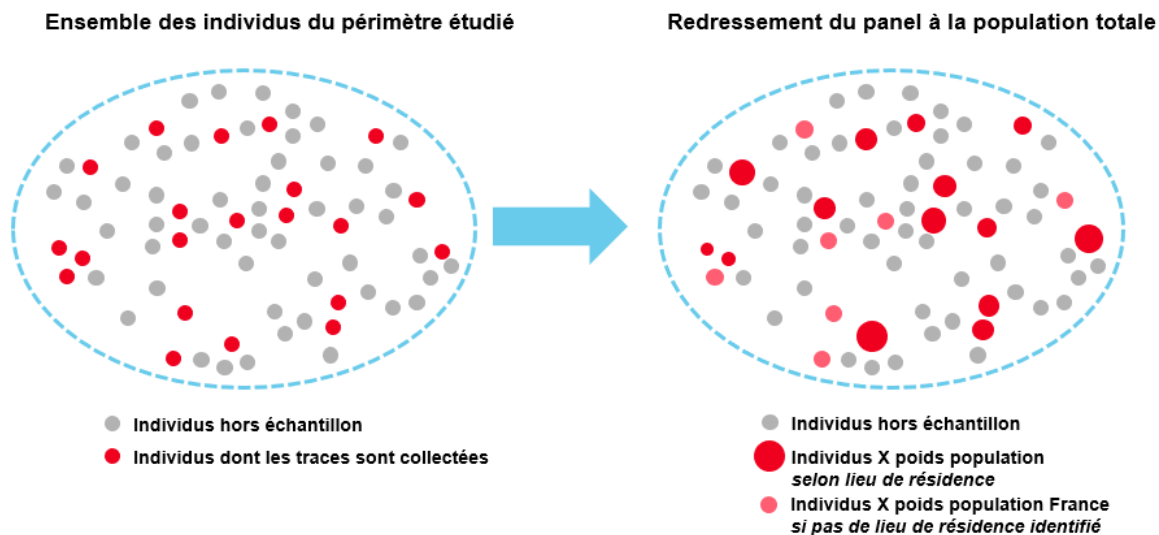 Ensemble des individus du périmètre étudié
Redressement du panel à la population totale
Individus hors échantillon
Individus dont les traces sont collectées
Individus hors échantillon
Individus X poids population
selon lieu de résidence
Individus X poids population France
si pas de lieu de résidence identifié